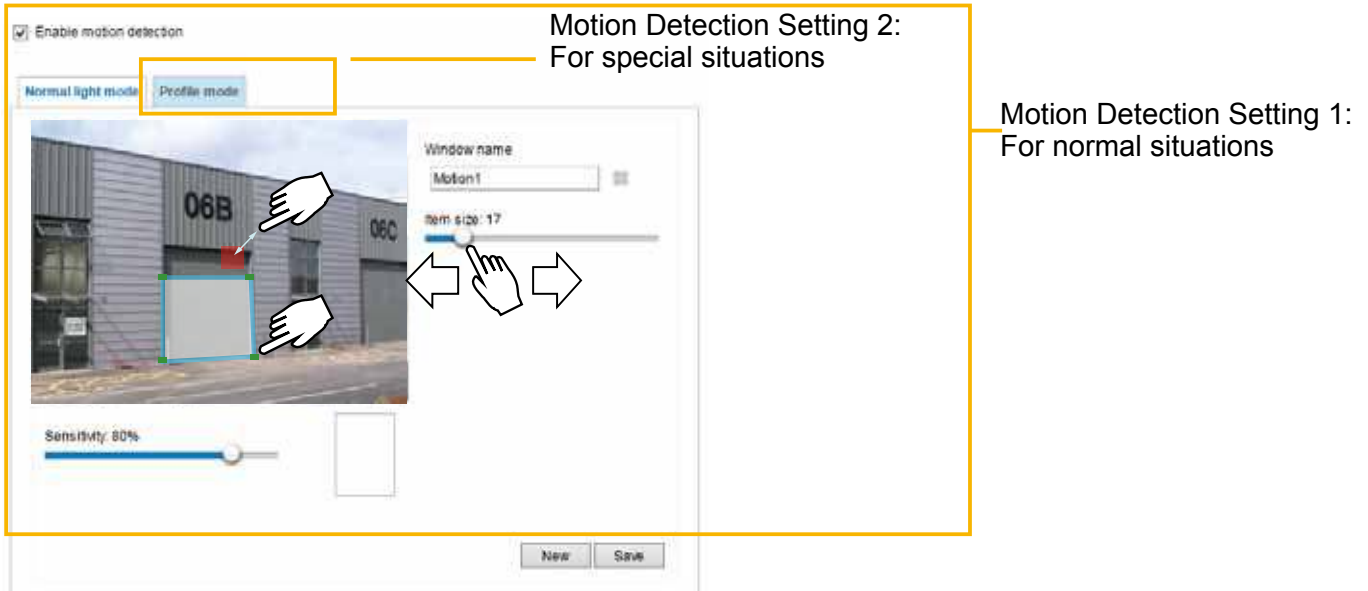 Motion Detection Setting 2:
For special situations
Enable motion detection
Normal light mode
Profile mode
Motion Detection Setting 1:
For normal situations
Window name
Motion1
Item size: 17
06B
06C
Sensitivity: 80%
New
Save